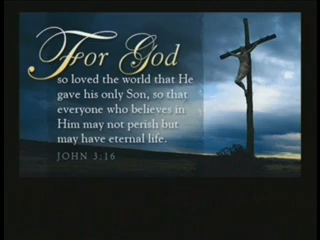 For God
so loved the world that He
gave his only Son, so that
everyone who believes in
Him may not perish but
may have eternal life.
JOHN 3:16